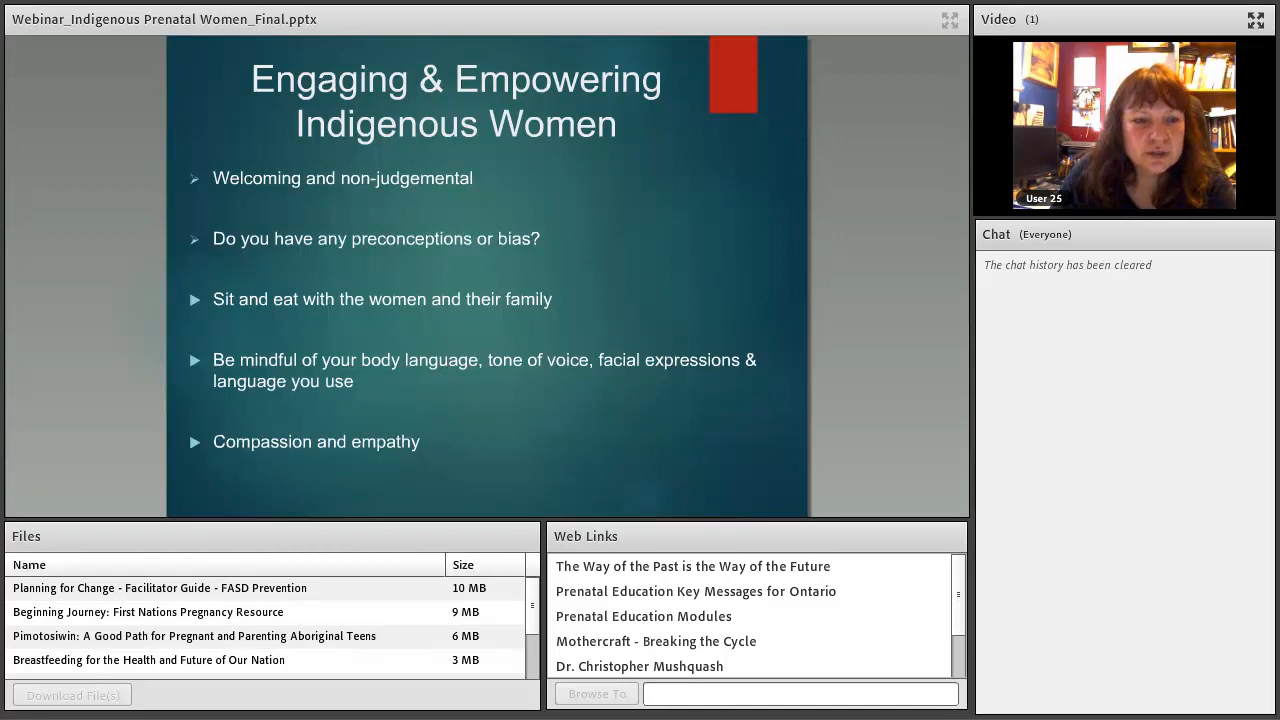 Webinar_Indigenous Prenatal Women_Final.pptx
Engaging & Empowering
Indigenous Women
Welcoming and non-judgemental
Do you have any preconceptions or bias?
Sit and eat with the women and their family
Be mindful of your body language, tone of voice, facial expressions &
language you use
Compassion and empathy
Video (1)
User 25
Chat (Everyone)
The chat history has been cleared
Files
Name Size
Planning for Change - Facilitator Guide - FASD Prevention 10 MB
Beginning Journey: First Nations Pregnancy Resource 9 MB
Pimotosiwin: A Good Path for Pregnant and Parenting Aboriginal Teens 6 MB
Breastfeeding for the Health and Future of Our Nation 3 MB
Download File(s)
Web Links
The Way of the Past is the Way of the Future
Prenatal Education Key Messages for Ontario
Prenatal Education Modules
Mothercraft - Breaking the Cycle
Dr. Christopher Mushquash
Browse To